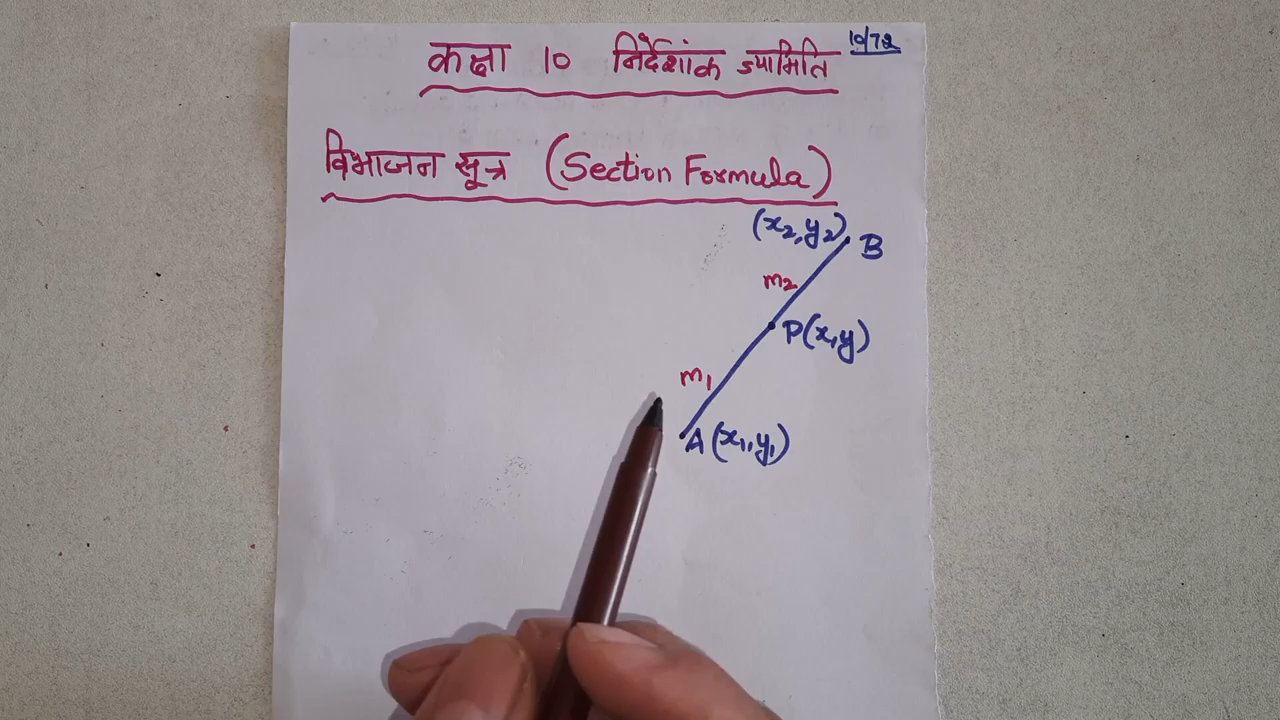 कक्षा 10 निर्देशांक ज्यामिति
विभाजन सूत्र (Section Formula)
(x₂, y₂) B
m₂
P(x, y)
m₁
A (x₁, y₁)